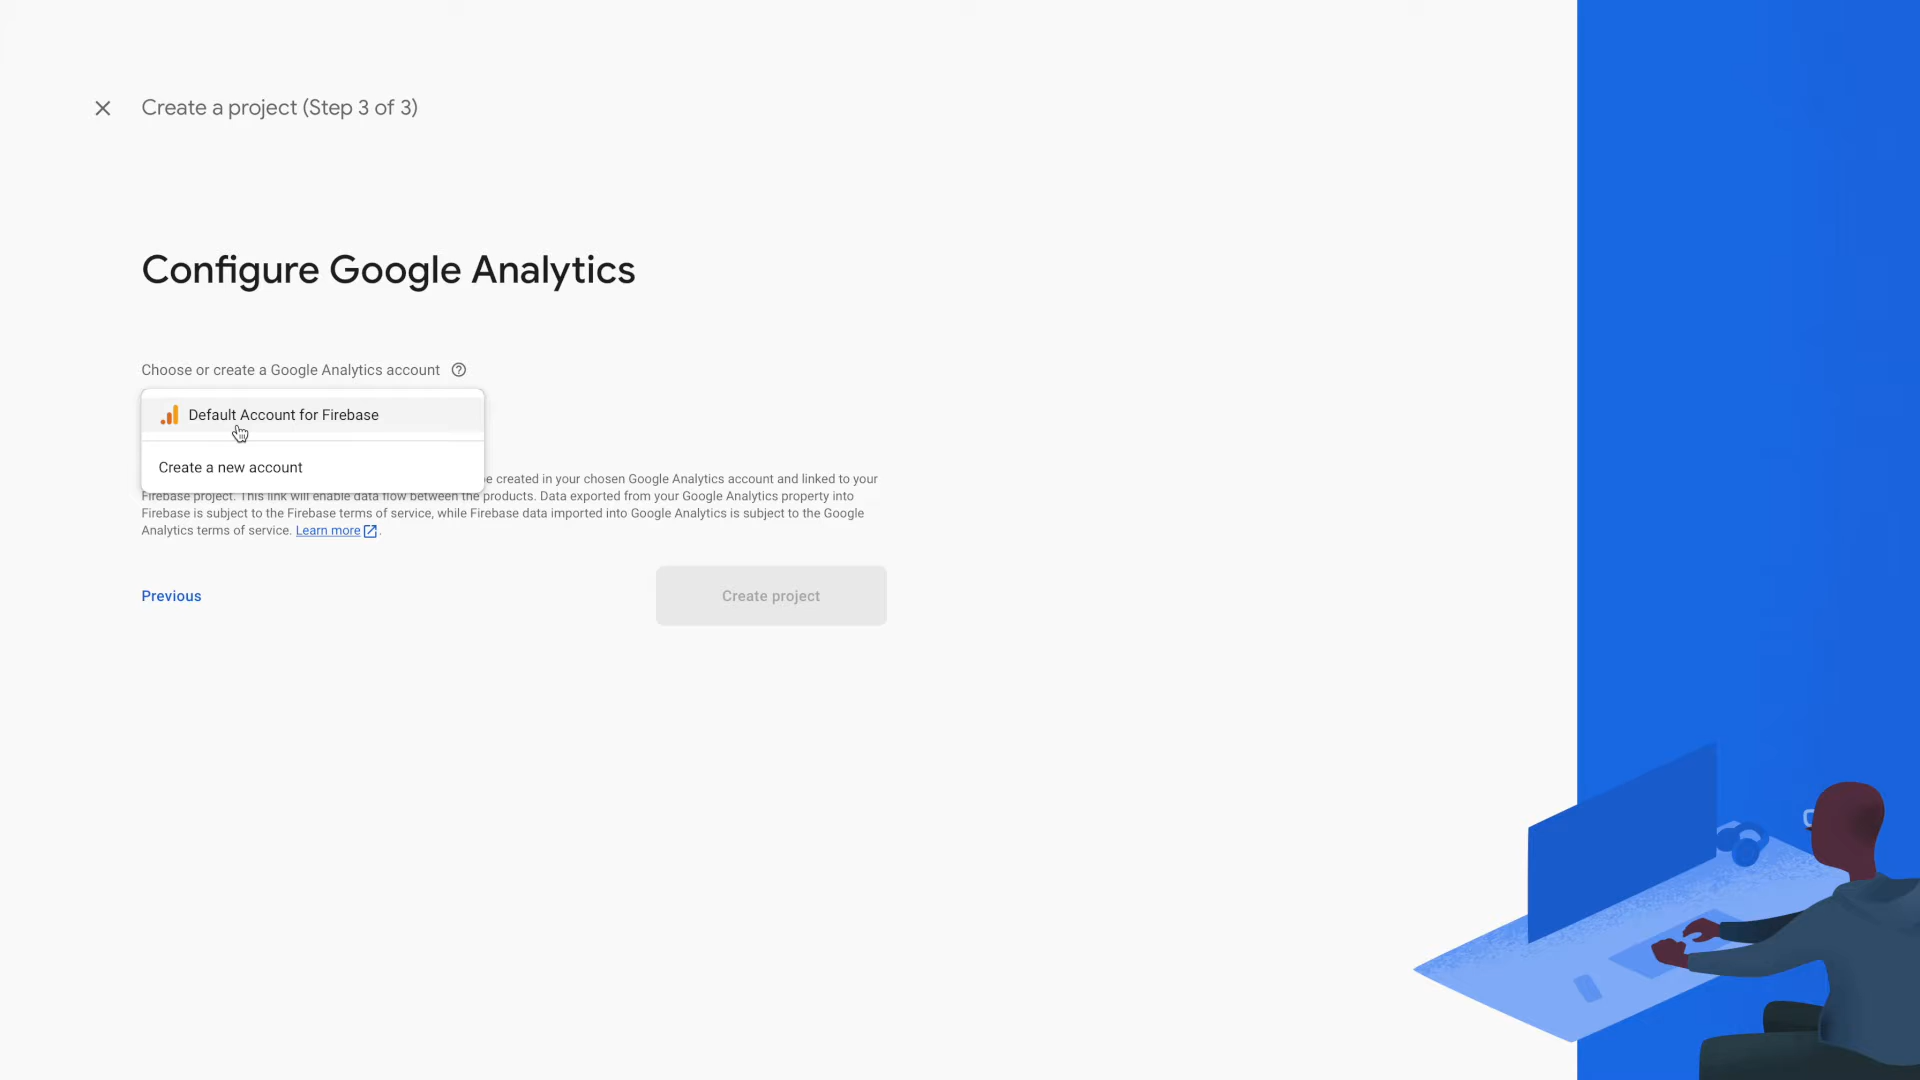 Create a project (Step 3 of 3)
Configure Google Analytics
Choose or create a Google Analytics account
Default Account for Firebase
Create a new account
e created in your chosen Google Analytics account and linked to your
Firebase project. This link will enable data flow between the products. Data exported from your Google Analytics property into
Firebase is subject to the Firebase terms of service, while Firebase data imported into Google Analytics is subject to the Google
Analytics terms of service. Learn more.
Previous
Create project